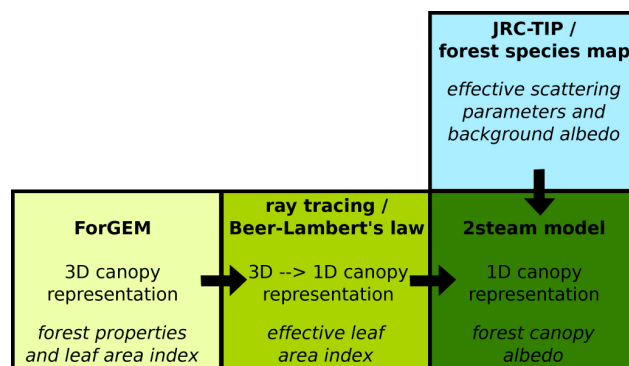 JRC-TIP /
forest species map
effective scattering
parameters and
background albedo
ForGEM
3D canopy
representation
forest properties
and leaf area index
ray tracing /
Beer-Lambert's law
3D --> 1D canopy
representation
effective leaf
area index
2steam model
1D canopy
representation
forest canopy
albedo